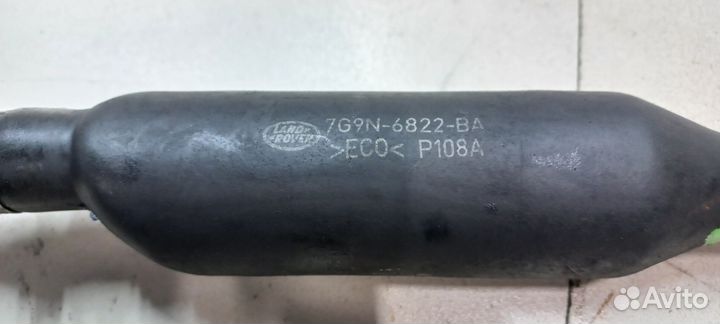 LAND
ROVER
7G9N-6822-BA
>ECO< P108A
Avito